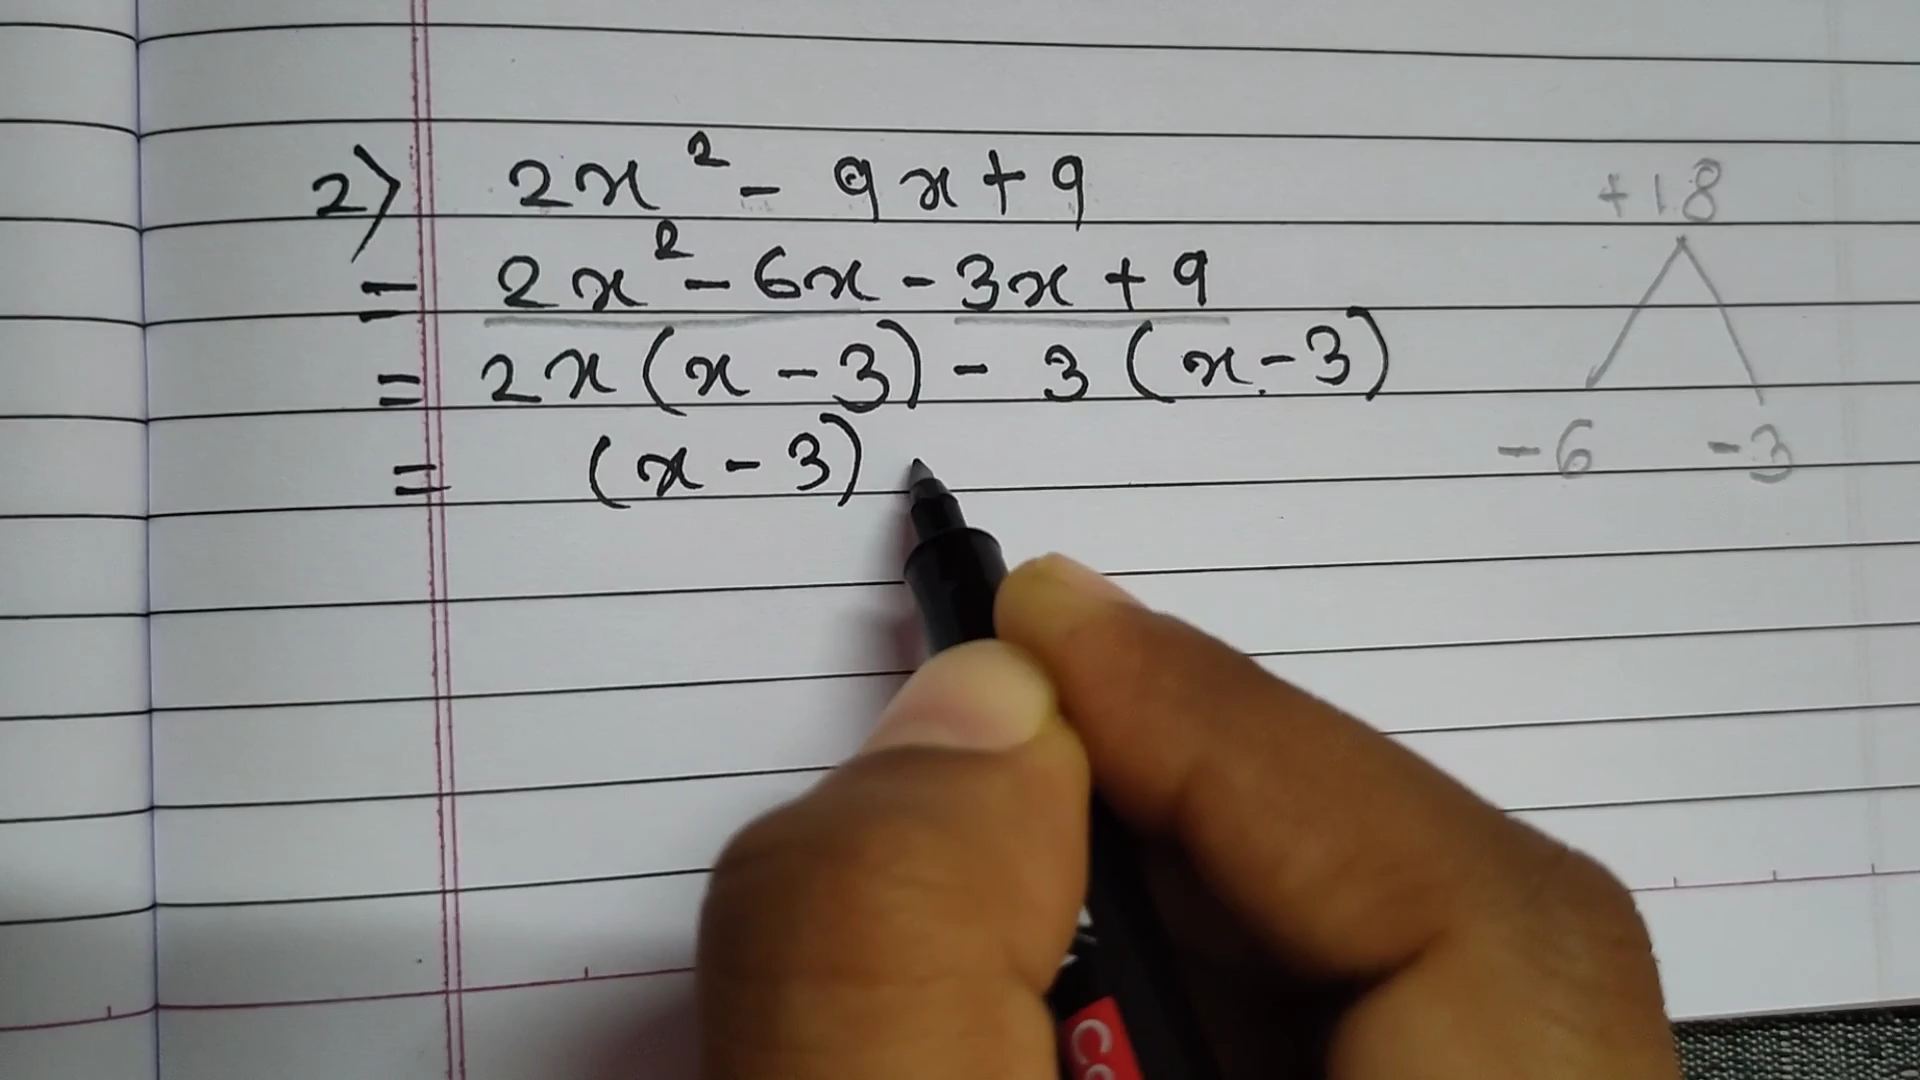 2) 2x² - 9x + 9
= 2x² - 6x - 3x + 9
= 2x (x - 3) - 3 (x - 3)
= (x - 3)
+18
-6 -3